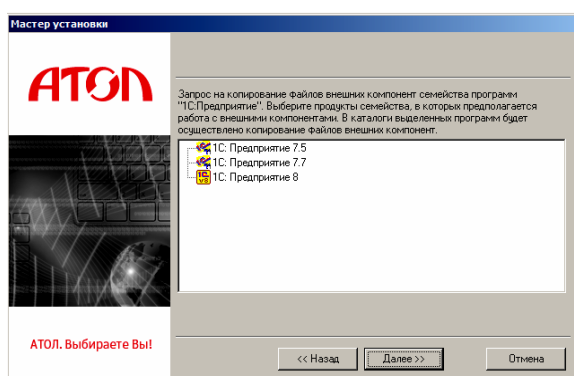 Мастер установки
АТОЛ
Запрос на копирование файлов внешних компонент семейства программ
"1С:Предприятие". Выберите продукты семейства, в которых предполагается
работа с внешними компонентами. В каталоги выделенных программ будет
осуществлено копирование файлов внешних компонент.
1С: Предприятие 7.5
1С: Предприятие 7.7
1С: Предприятие 8
АТОЛ. Выбираете Вы!
<< Назад
Далее >>
Отмена